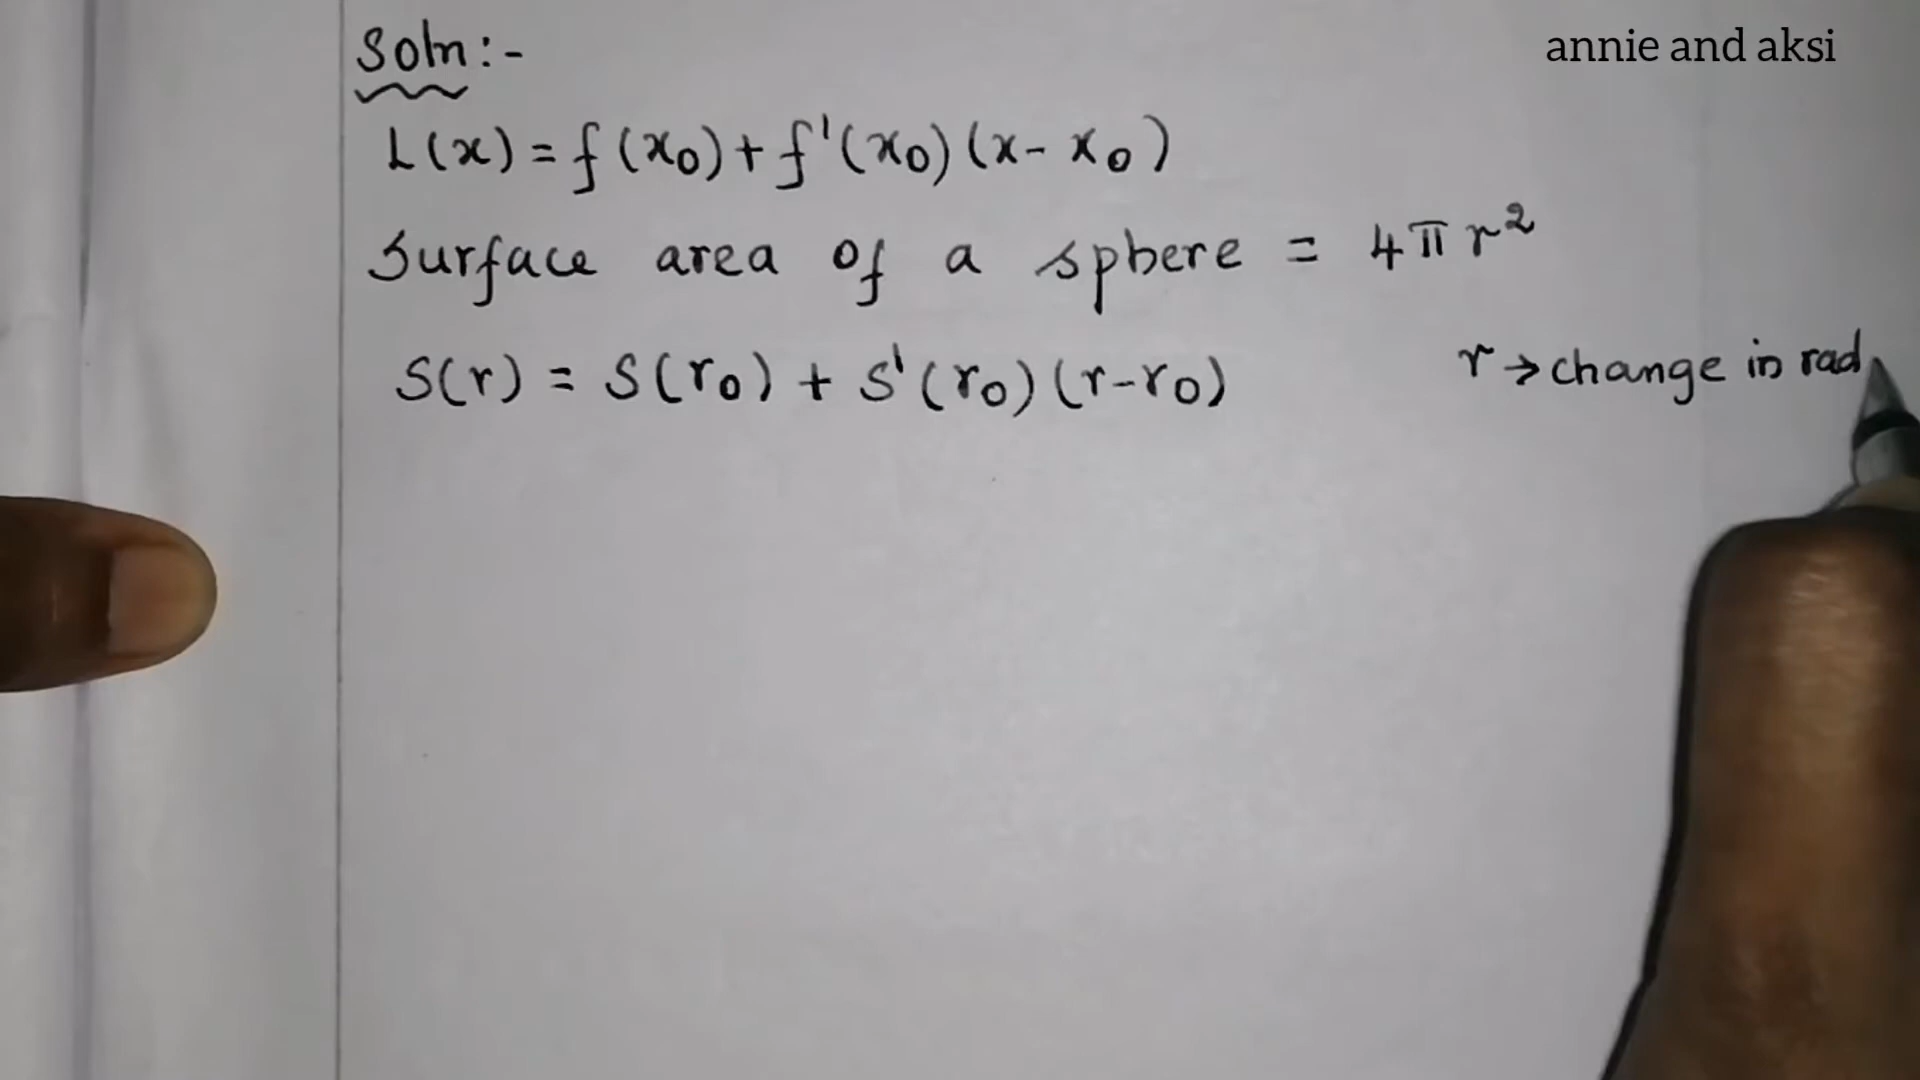 Soln:-
annie and aksi
L(x) = f(x₀) + f'(x₀)(x - x₀)
Surface area of a sphere = 4πr²
S(r) = S(r₀) + S'(r₀)(r-r₀)
r → change in rad